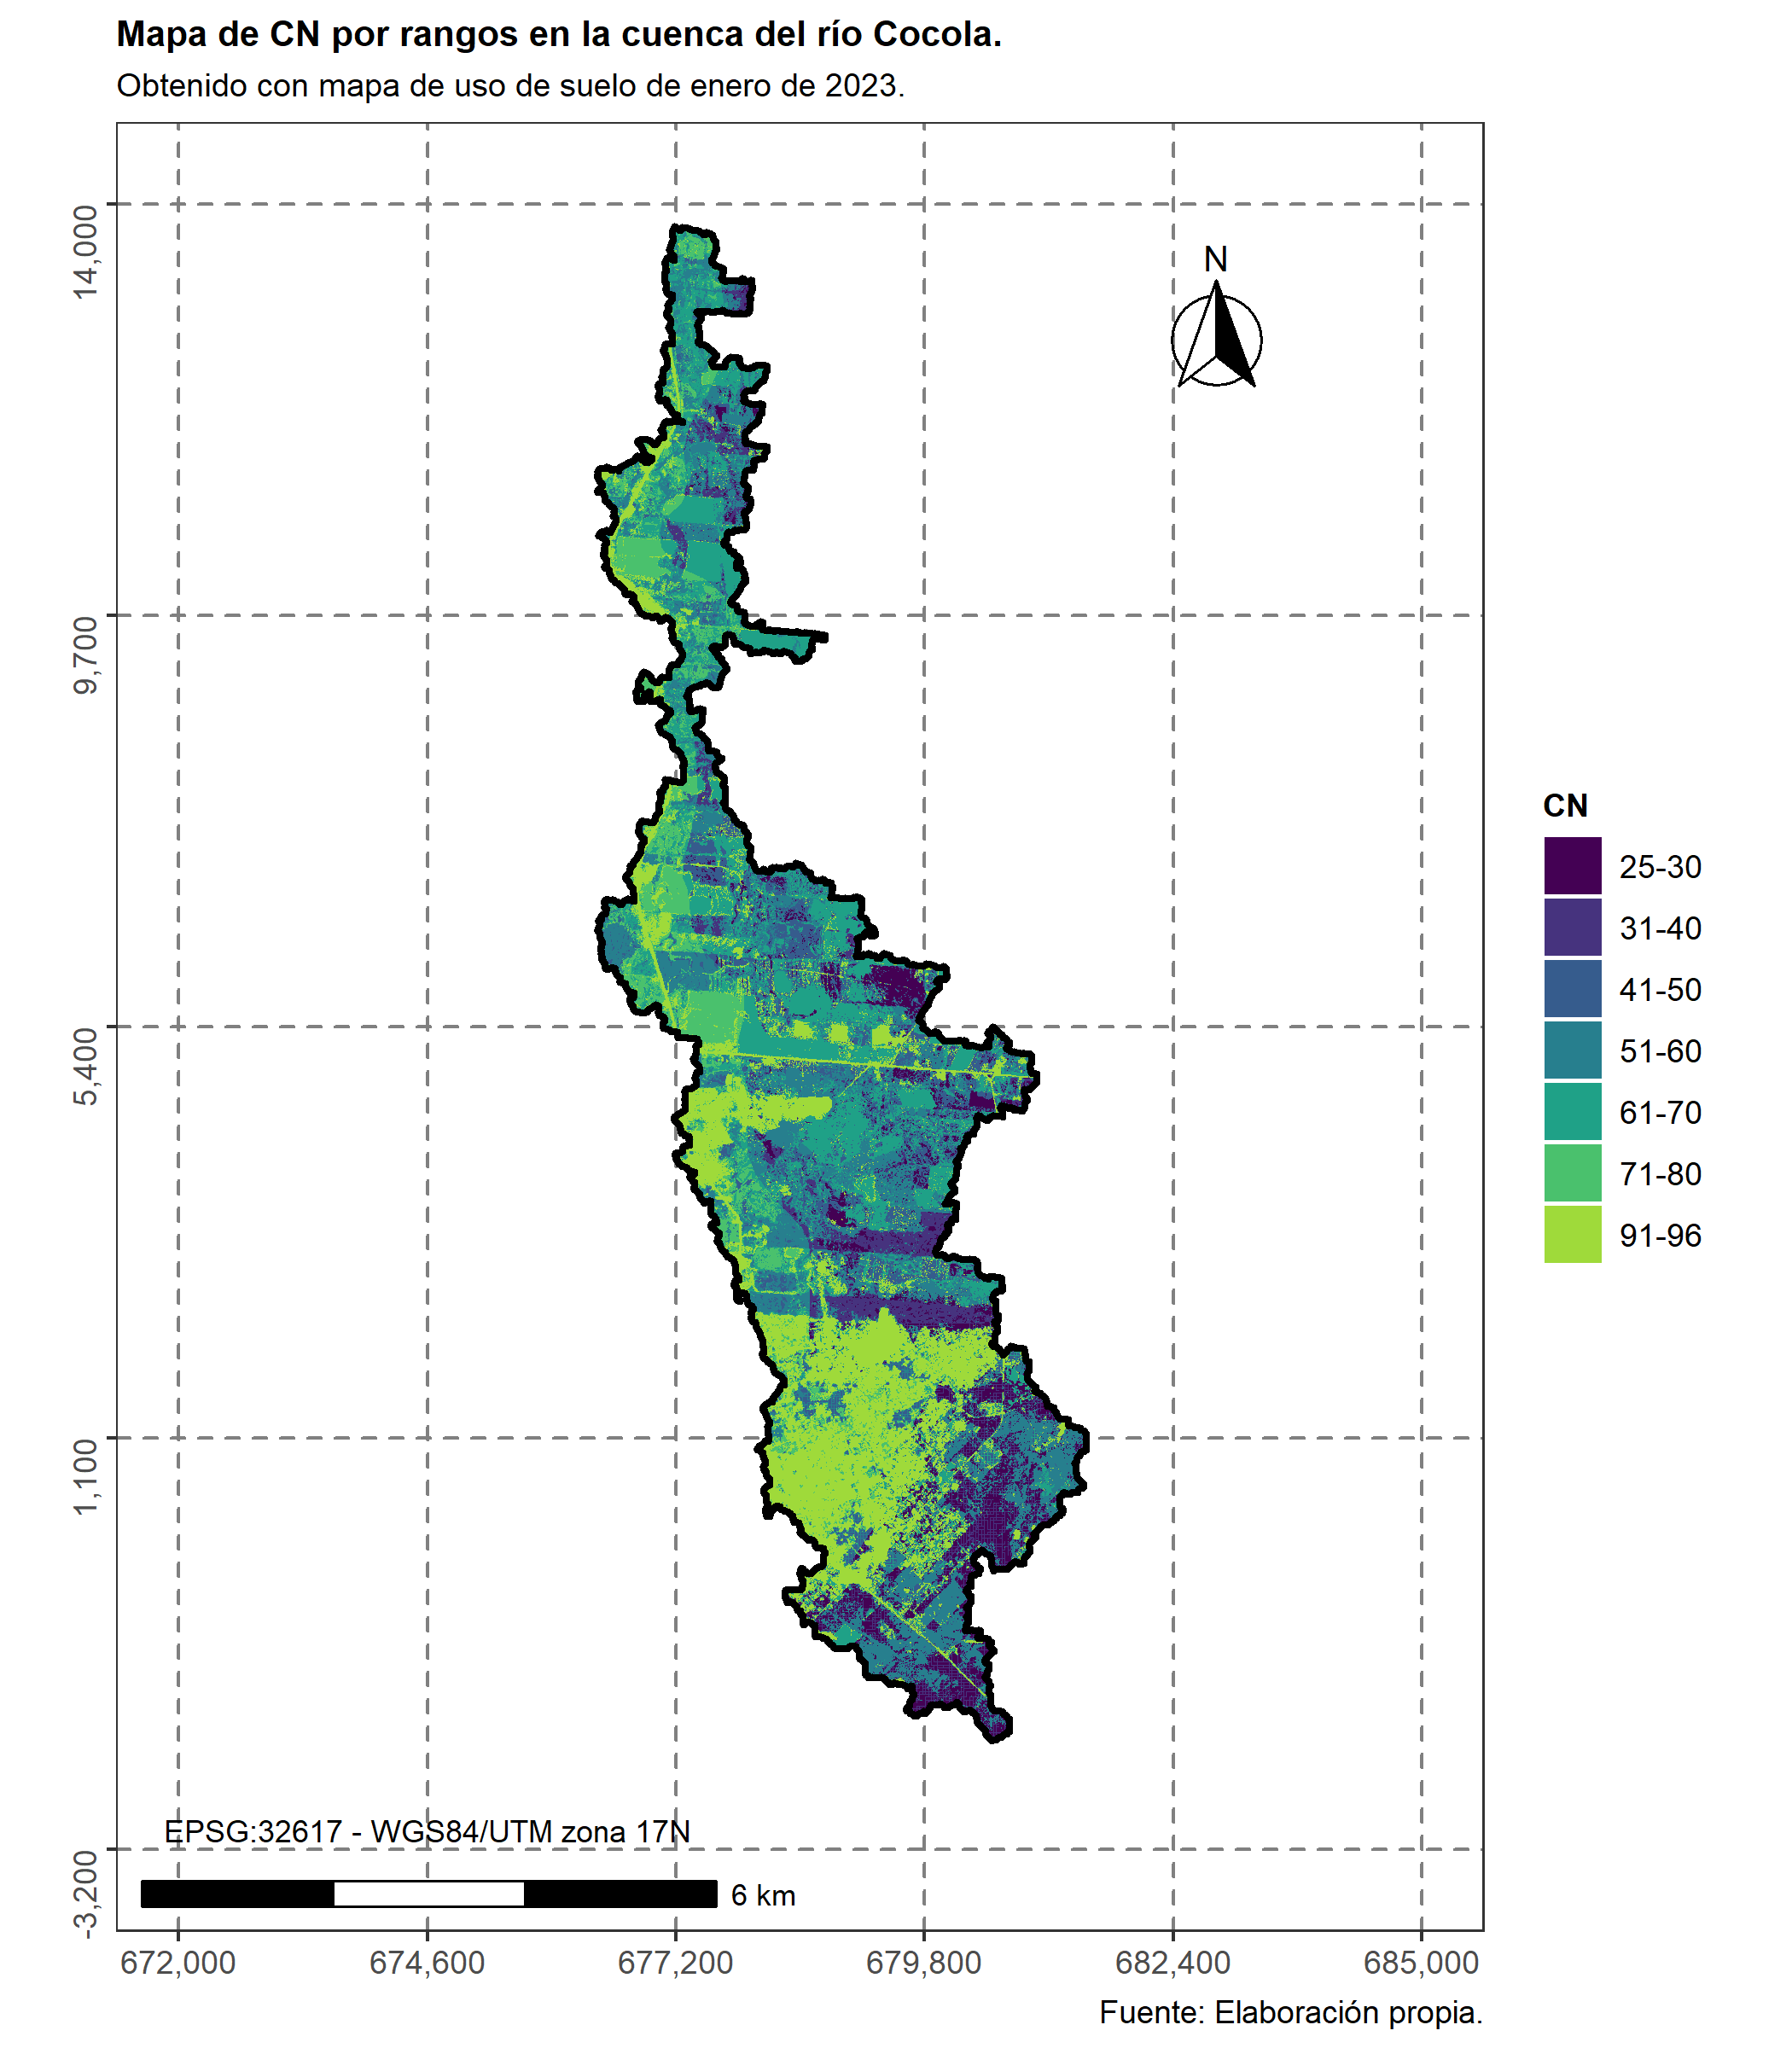 Mapa de CN por rangos en la cuenca del río Cocola.
Obtenido con mapa de uso de suelo de enero de 2023.
N
14,000
9,700
5,400
1,100
-3,200
CN
25-30
31-40
41-50
51-60
61-70
71-80
91-96
EPSG:32617 - WGS84/UTM zona 17N
6 km
672,000 674,600 677,200 679,800 682,400 685,000
Fuente: Elaboración propia.